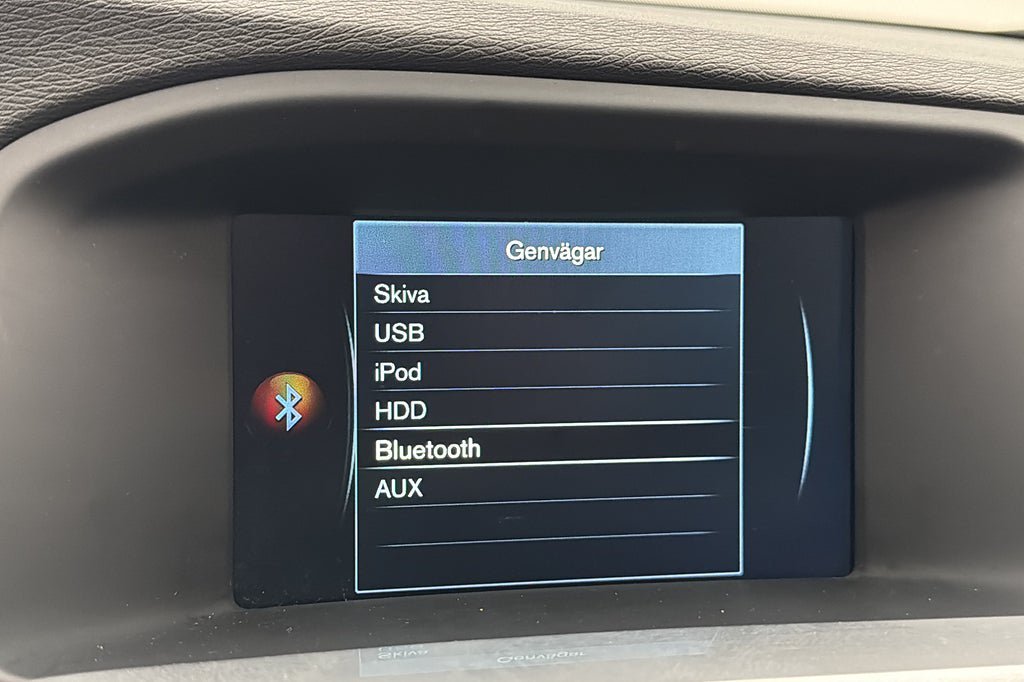 Genvägar
Skiva
USB
iPod
HDD
Bluetooth
AUX